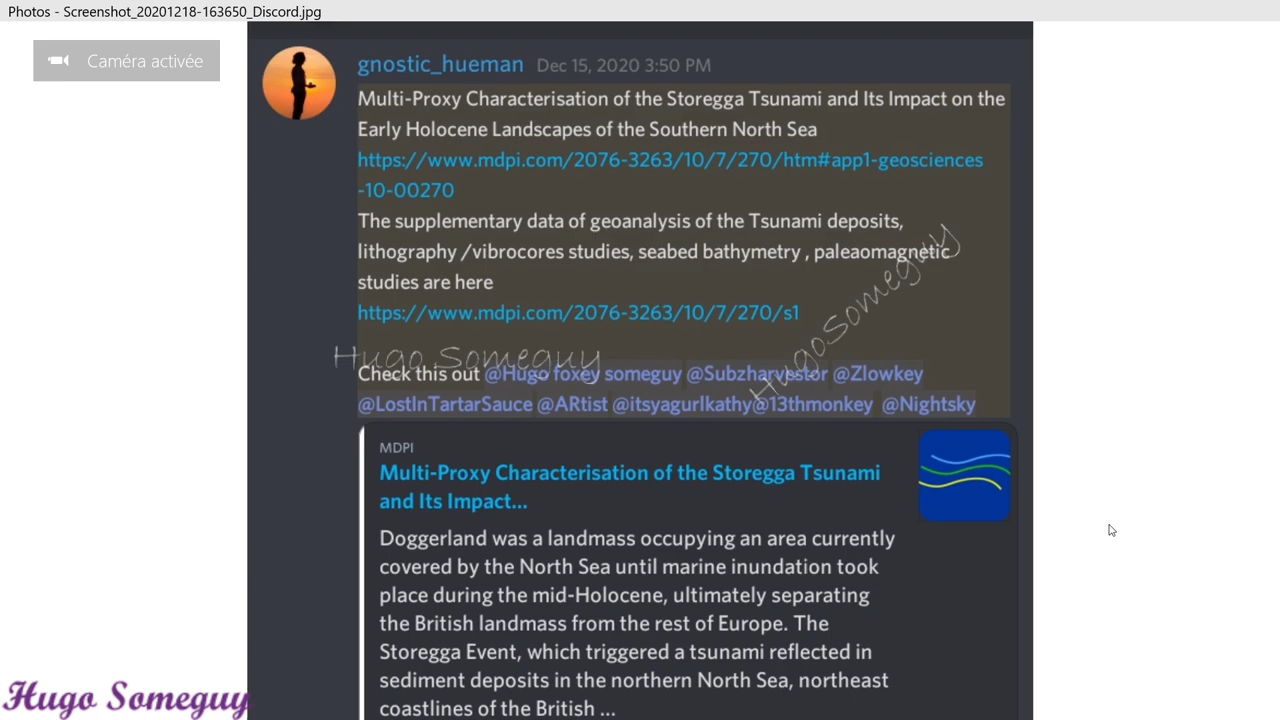 Photos - Screenshot_20201218-163650_Discord.jpg
Caméra activée
gnostic_hueman Dec 15, 2020 3:50 PM
Multi-Proxy Characterisation of the Storegga Tsunami and Its Impact on the
Early Holocene Landscapes of the Southern North Sea
https://www.mdpi.com/2076-3263/10/7/270/htm#app1-geosciences
-10-00270
The supplementary data of geoanalysis of the Tsunami deposits,
lithography /vibrocores studies, seabed bathymetry , paleaomagnetic
studies are here
https://www.mdpi.com/2076-3263/10/7/270/s1
Hugo Someguy
HugoSomeguy
Check this out @Hugo foxey someguy @Subzharvestor @Zlowkey
@LostInTartarSauce @ARtist @itsyagurlkathy@13thmonkey @Nightsky
MDPI
Multi-Proxy Characterisation of the Storegga Tsunami
and Its Impact...
Doggerland was a landmass occupying an area currently
covered by the North Sea until marine inundation took
place during the mid-Holocene, ultimately separating
the British landmass from the rest of Europe. The
Storegga Event, which triggered a tsunami reflected in
sediment deposits in the northern North Sea, northeast
coastlines of the British ...
Hugo Someguy